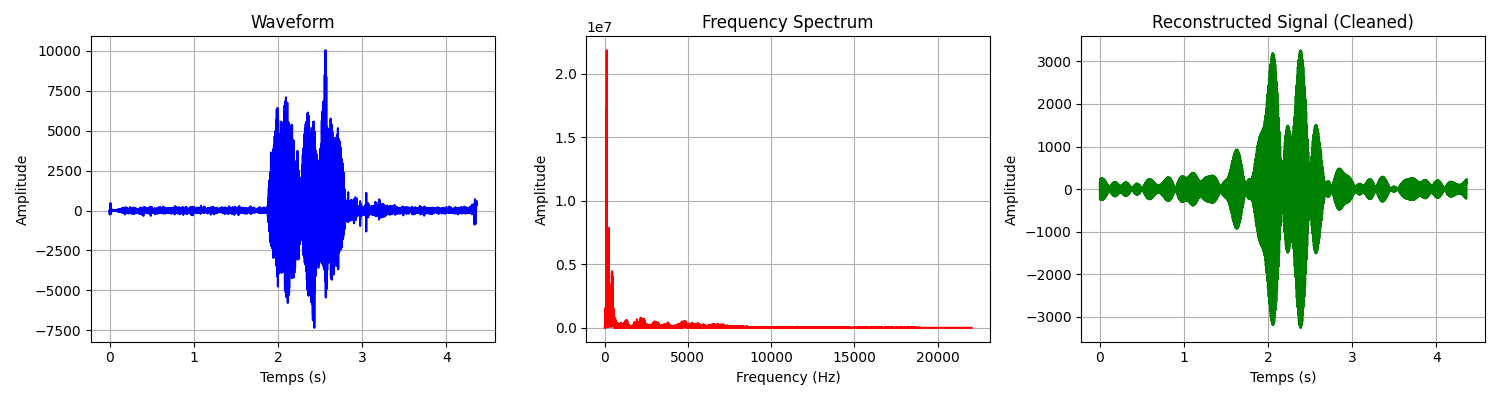 Waveform
Amplitude
10000
7500
5000
2500
0
−2500
−5000
−7500
0 1 2 3 4
Temps (s)
Frequency Spectrum
1e7
Amplitude
2.0
1.5
1.0
0.5
0.0
0 5000 10000 15000 20000
Frequency (Hz)
Reconstructed Signal (Cleaned)
Amplitude
3000
2000
1000
0
−1000
−2000
−3000
0 1 2 3 4
Temps (s)